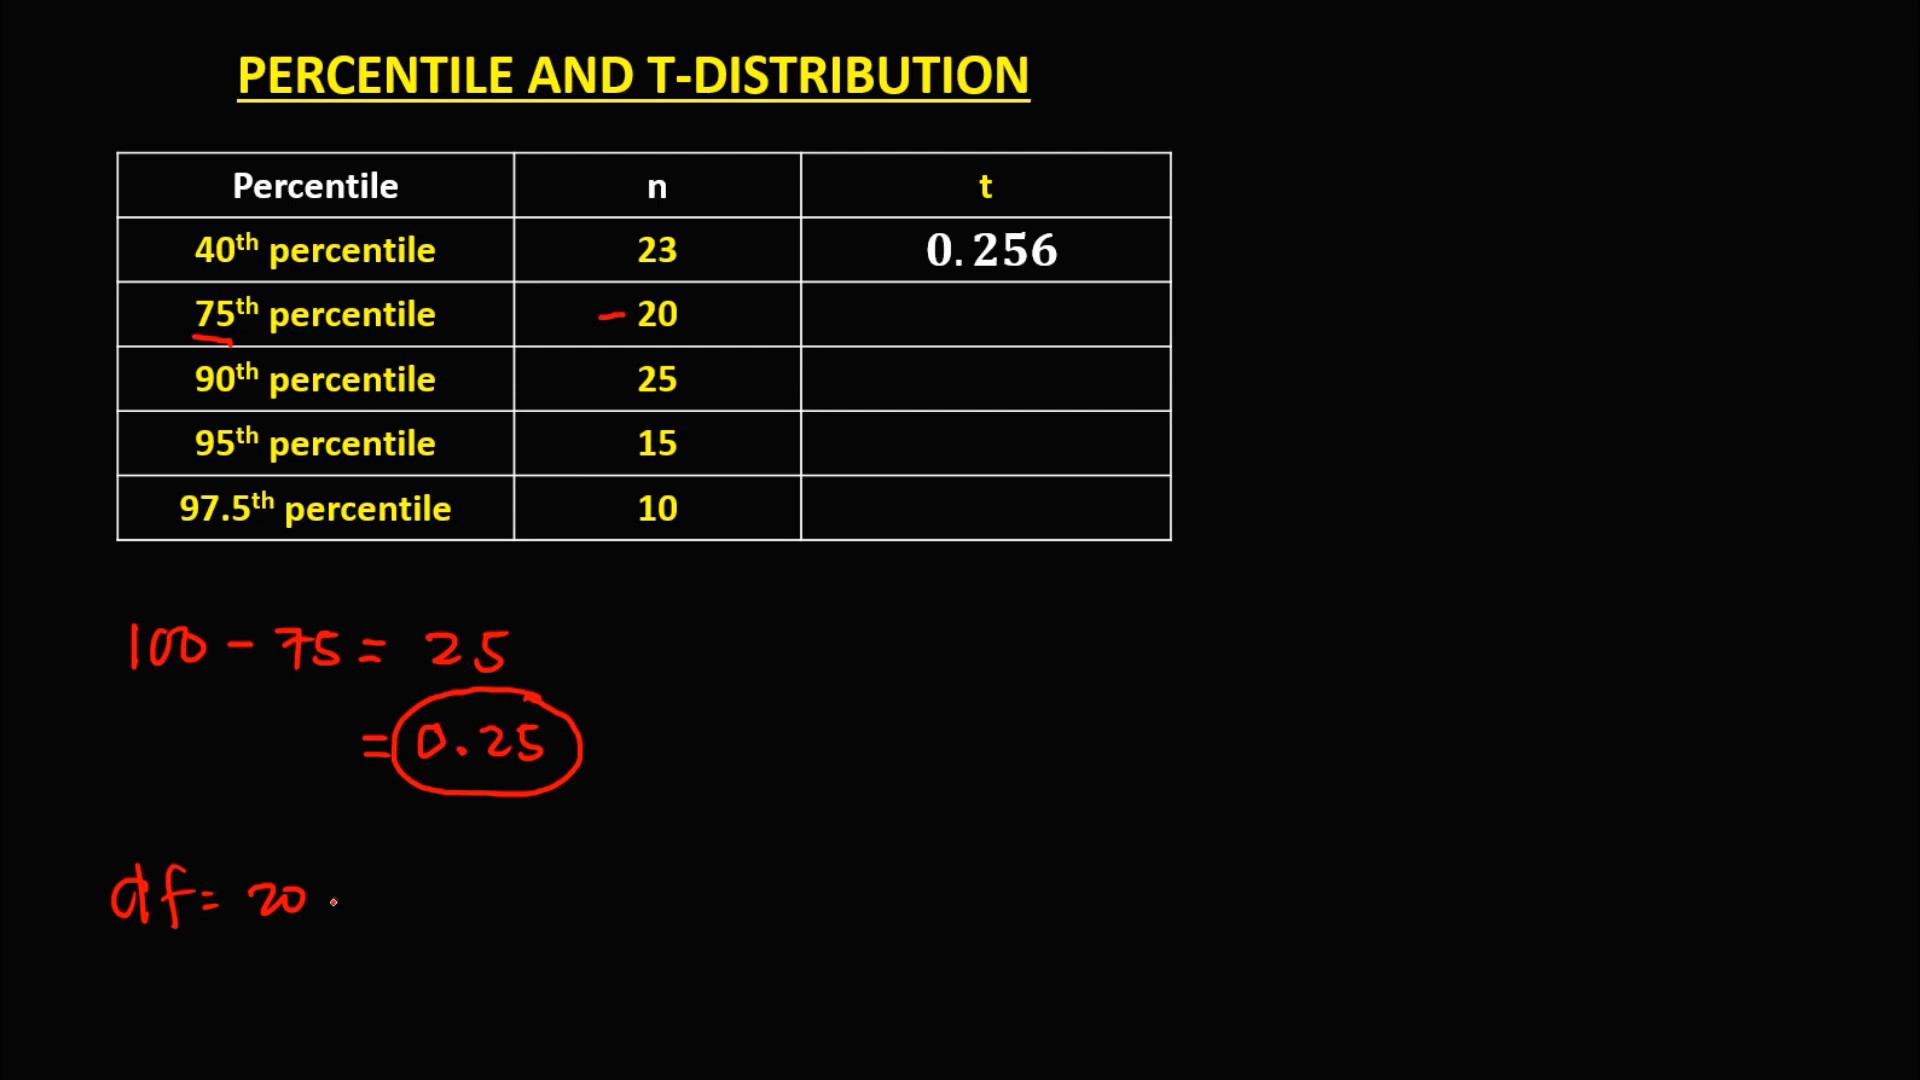 PERCENTILE AND T-DISTRIBUTION
Percentile n t
40th percentile 23 0.256
75th percentile – 20
90th percentile 25
95th percentile 15
97.5th percentile 10
100 - 75 = 25
= 0.25
df = 20